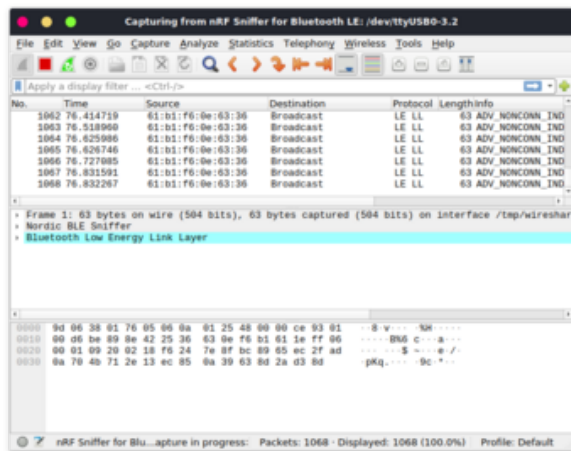 Capturing from nRF Sniffer for Bluetooth LE: /dev/ttyUSB0-3.2
File Edit View Go Capture Analyze Statistics Telephony Wireless Tools Help
Apply a display filter ... <Ctrl-/>
No. Time Source Destination Protocol Length Info
1062 76.414719 61:b1:f6:0e:63:36 Broadcast LE LL 63 ADV_NONCONN_IND
1063 76.518960 61:b1:f6:0e:63:36 Broadcast LE LL 63 ADV_NONCONN_IND
1064 76.625986 61:b1:f6:0e:63:36 Broadcast LE LL 63 ADV_NONCONN_IND
1065 76.626746 61:b1:f6:0e:63:36 Broadcast LE LL 63 ADV_NONCONN_IND
1066 76.727085 61:b1:f6:0e:63:36 Broadcast LE LL 63 ADV_NONCONN_IND
1067 76.831591 61:b1:f6:0e:63:36 Broadcast LE LL 63 ADV_NONCONN_IND
1068 76.832267 61:b1:f6:0e:63:36 Broadcast LE LL 63 ADV_NONCONN_IND
Frame 1: 63 bytes on wire (504 bits), 63 bytes captured (504 bits) on interface /tmp/wireshar
Nordic BLE Sniffer
Bluetooth Low Energy Link Layer
0000 9d 06 38 01 76 05 06 0a 01 25 48 00 00 ce 93 01
0010 00 d6 be 89 8e 42 25 36 63 0e f6 b1 61 1e ff 06
0020 00 01 09 20 02 18 f6 24 7e 8f bc 89 65 ec 2f ad
0030 0a 70 4b 71 2e 13 ec 85 0a 39 63 8d 2a d3 8d
nRF Sniffer for Blu...apture in progress: Packets: 1068 · Displayed: 1068 (100.0%) Profile: Default